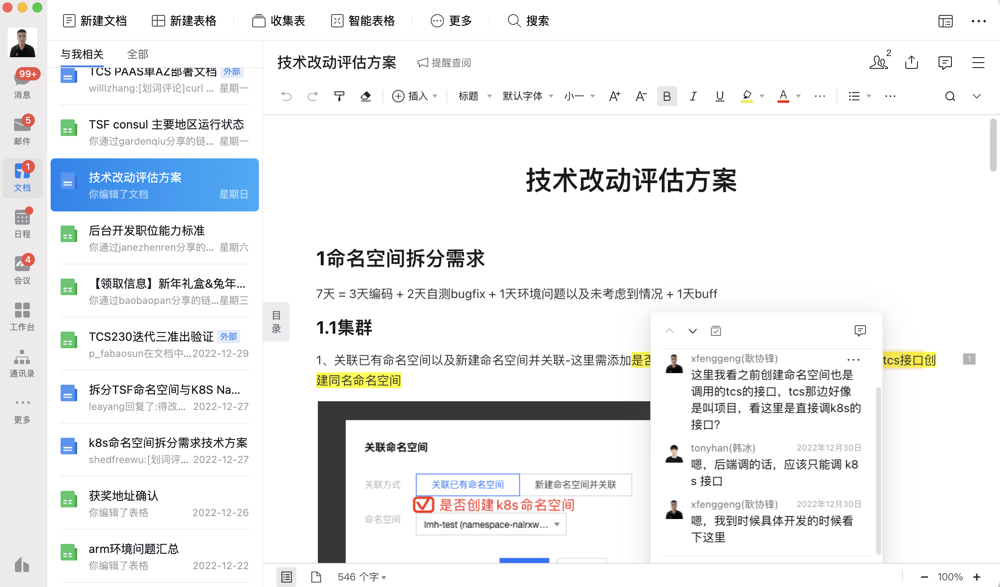 新建文档
新建表格
收集表
智能表格
更多
搜索
99+
消息
5
邮件
1
文档
日程
4
会议
工作台
通讯录
更多
与我相关
全部
TCS PAAS单AZ部署文档 外部
willlzhang:[划词评论]curl ... 星期一
TSF consul 主要地区运行状态
你通过gardenqiu分享的链... 星期一
技术改动评估方案
你编辑了文档 星期日
后台开发职位能力标准
你通过janezhenren分享的... 星期六
【领取信息】新年礼盒&兔年...
你通过baobaopan分享的链... 星期三
TCS230迭代三准出验证 外部
p_fabaosun在文档中... 2022-12-29
拆分TSF命名空间与K8S Na...
leayang回复了:得改... 2022-12-27
k8s命名空间拆分需求技术方案
shedfreewu:[划词评... 2022-12-27
获奖地址确认
你编辑了表格 2022-12-26
arm环境问题汇总
你编辑了表格 2022-12-22
技术改动评估方案
提醒查阅
2
插入
标题
默认字体
小一
A+
A-
B
I
U
A
目录
技术改动评估方案
1命名空间拆分需求
7天 = 3天编码 + 2天自测bugfix + 1天环境问题以及未考虑到情况 + 1天buff
1.1集群
1、关联已有命名空间以及新建命名空间并关联-这里需添加是否
tcs接口创
1
建同名命名空间
关联命名空间
关联方式
关联已有命名空间
新建命名空间并关联
是否创建k8s命名空间
命名空间
lmh-test (namespace-nalrxw...
xfenggeng(耿协锋)
这里我看之前创建命名空间也是
调用的tcs的接口，tcs那边好像
是叫项目，看这里是直接调k8s的
接口?
tonyhan(韩冰) 2022年12月30日
嗯，后端调的话，应该只能调 k8
s 接口
xfenggeng(耿协锋) 2022年12月30日
嗯，我到时候具体开发的时候看
下这里
546 个字
100%